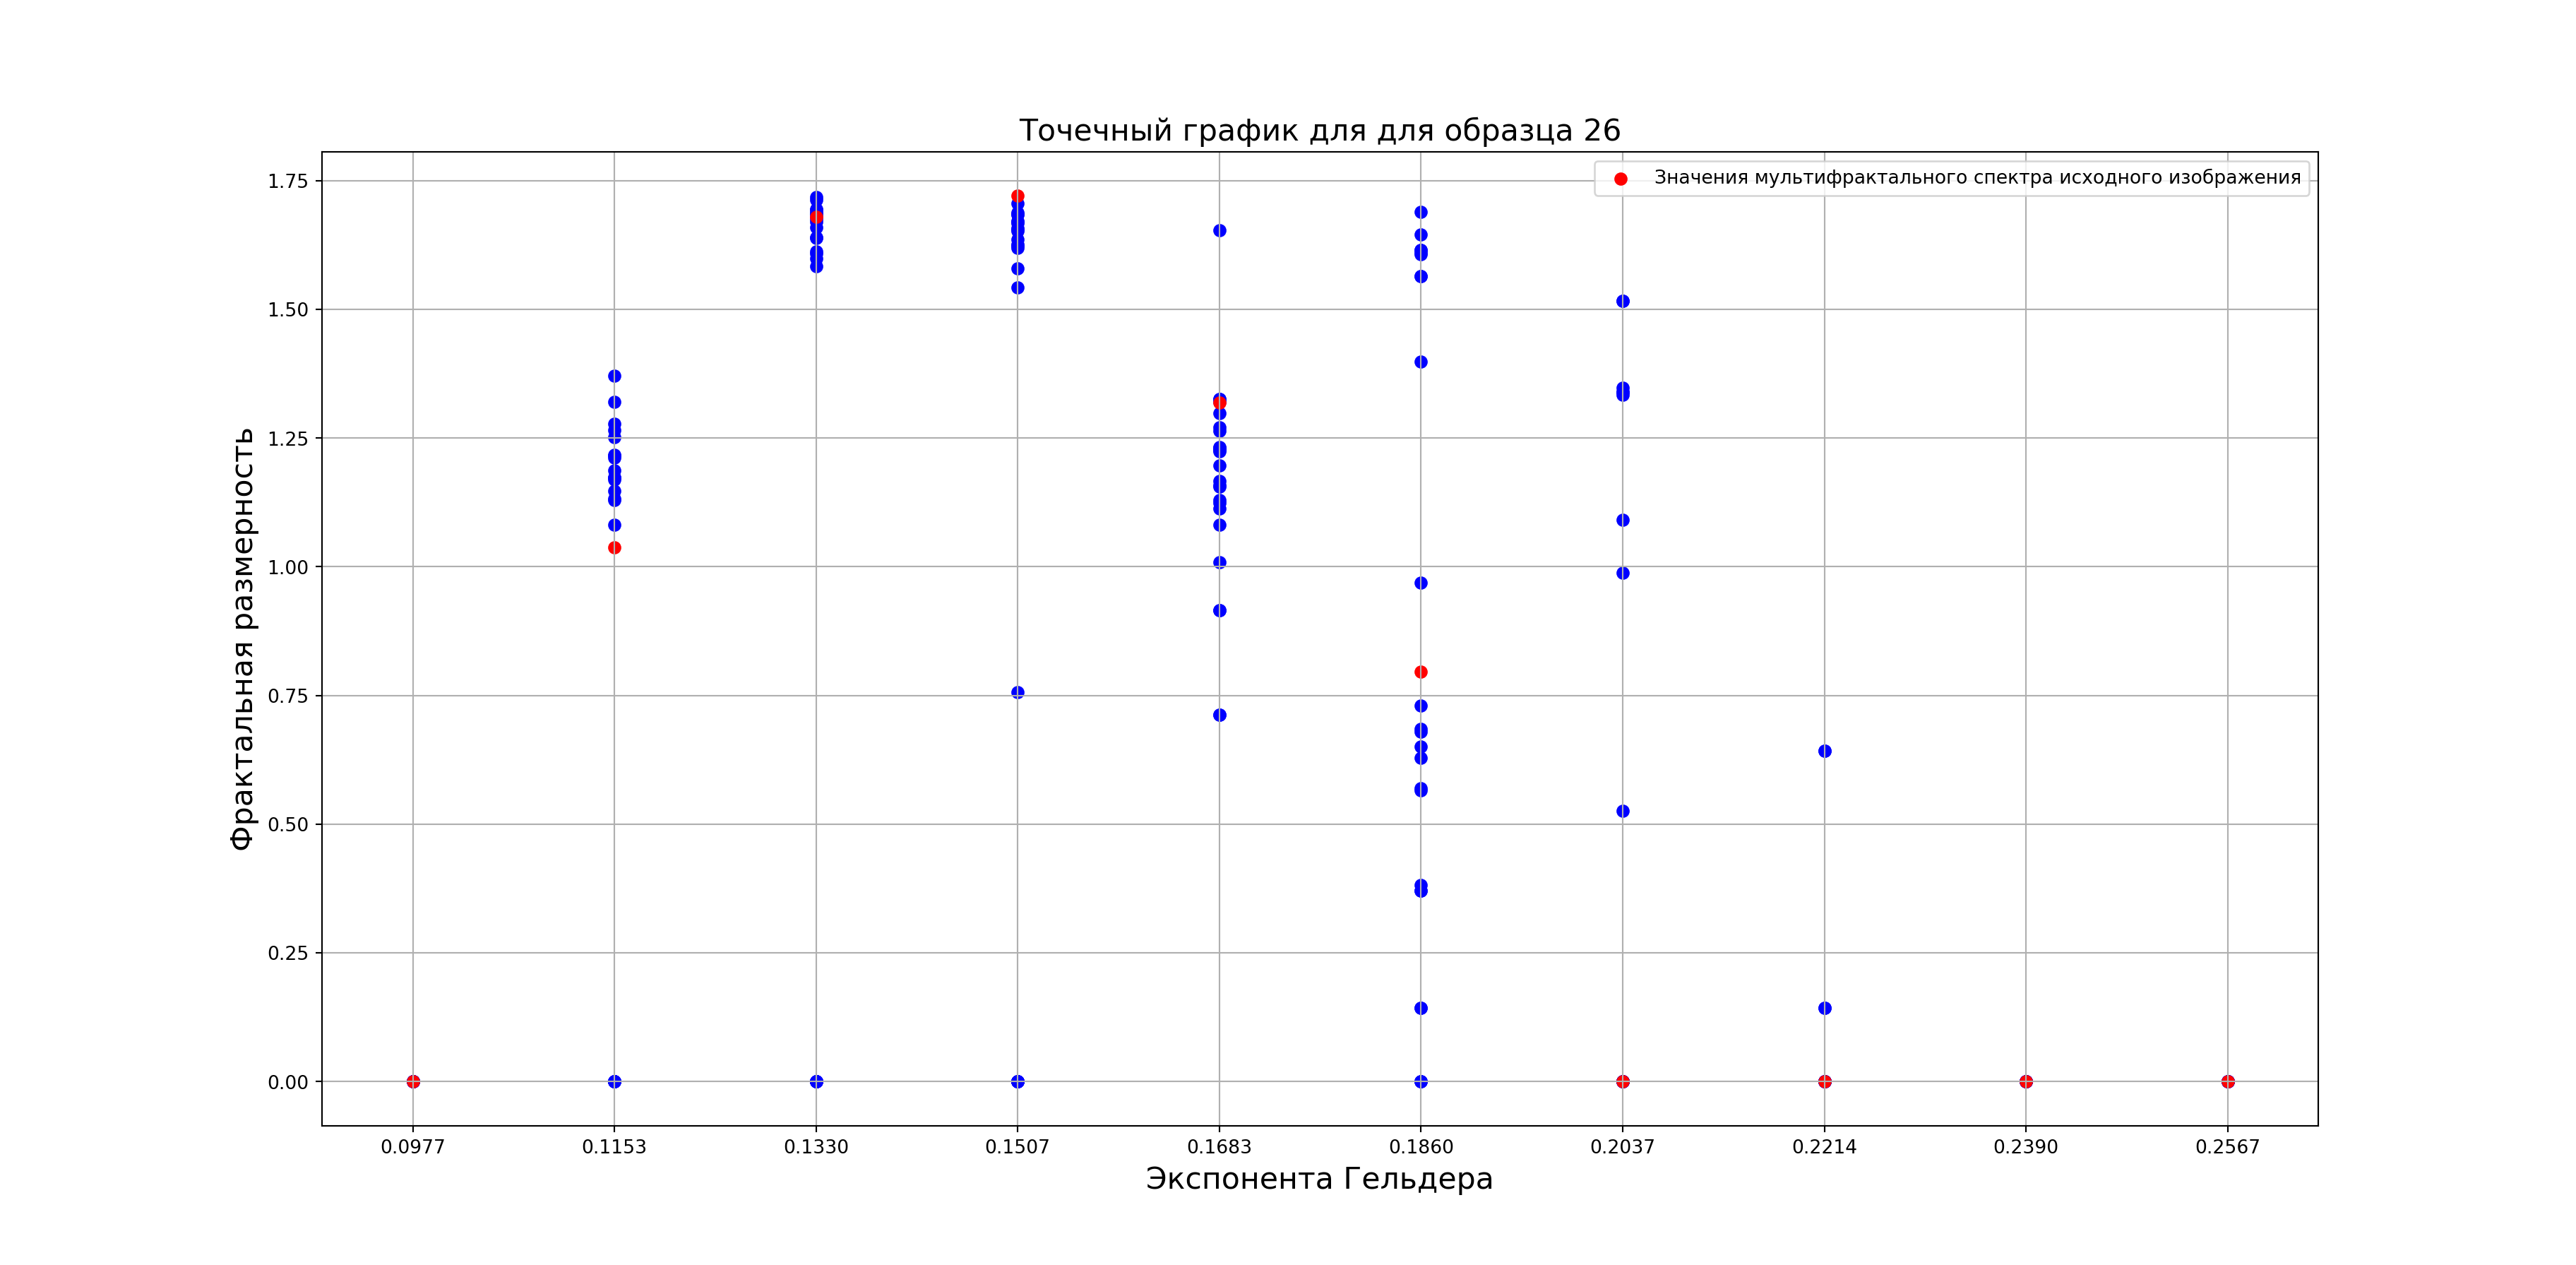 Точечный график для для образца 26
Значения мультифрактального спектра исходного изображения
Фрактальная размерность
1.75
1.50
1.25
1.00
0.75
0.50
0.25
0.00
0.0977 0.1153 0.1330 0.1507 0.1683 0.1860 0.2037 0.2214 0.2390 0.2567
Экспонента Гельдера